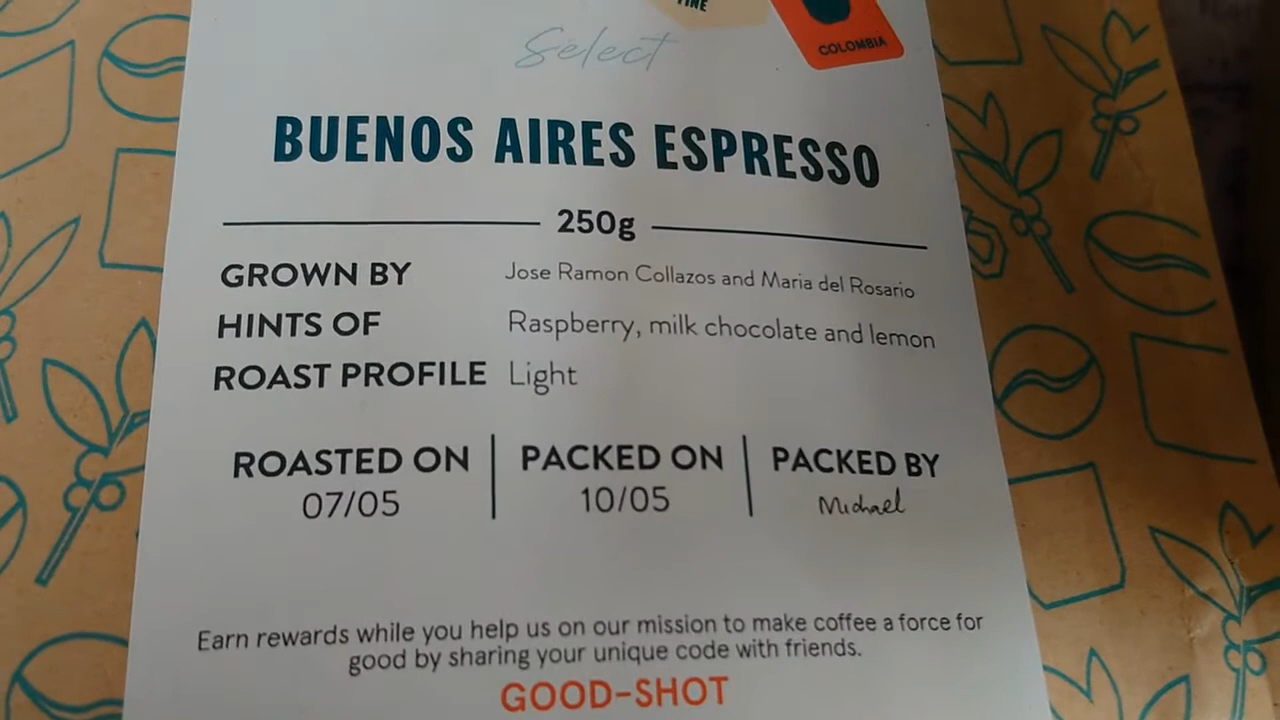 COLOMBIA
Select
BUENOS AIRES ESPRESSO
250g
GROWN BY Jose Ramon Collazos and Maria del Rosario
HINTS OF Raspberry, milk chocolate and lemon
ROAST PROFILE Light
ROASTED ON PACKED ON PACKED BY
07/05 10/05 Michael
Earn rewards while you help us on our mission to make coffee a force for
good by sharing your unique code with friends.
GOOD-SHOT